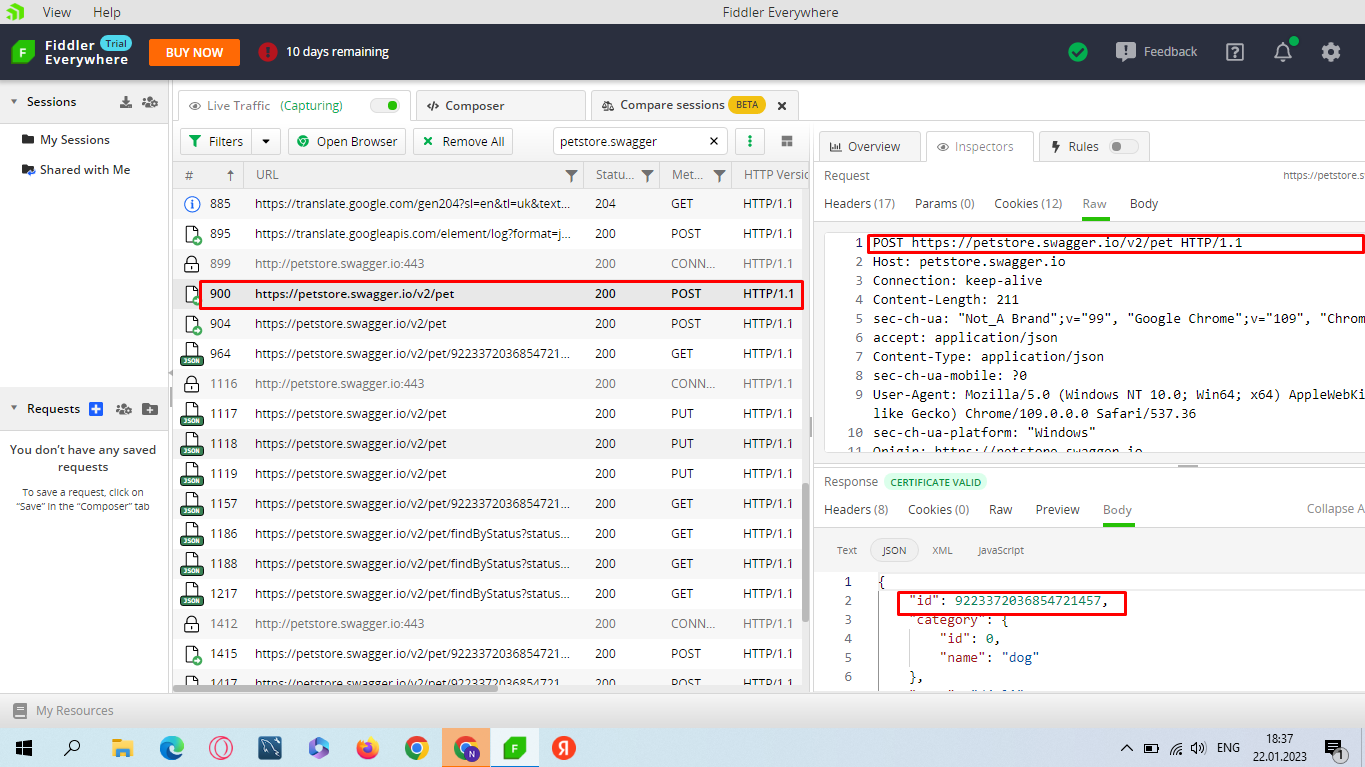 View Help
Fiddler Everywhere
Fiddler Trial
Everywhere
BUY NOW
! 10 days remaining
Feedback
Sessions
My Sessions
Shared with Me
Requests
You don't have any saved
requests
To save a request, click on
"Save" in the "Composer" tab
Live Traffic (Capturing)
Composer
Compare sessions BETA
Filters
Open Browser
Remove All
petstore.swagger
# URL Statu... Met... HTTP Versio
885 https://translate.google.com/gen204?sl=en&tl=uk&text... 204 GET HTTP/1.1
895 https://translate.googleapis.com/element/log?format=j... 200 POST HTTP/1.1
899 http://petstore.swagger.io:443 200 CONN... HTTP/1.1
900 https://petstore.swagger.io/v2/pet 200 POST HTTP/1.1
904 https://petstore.swagger.io/v2/pet 200 POST HTTP/1.1
JSON 964 https://petstore.swagger.io/v2/pet/9223372036854721... 200 GET HTTP/1.1
1116 http://petstore.swagger.io:443 200 CONN... HTTP/1.1
JSON 1117 https://petstore.swagger.io/v2/pet 200 PUT HTTP/1.1
JSON 1118 https://petstore.swagger.io/v2/pet 200 PUT HTTP/1.1
JSON 1119 https://petstore.swagger.io/v2/pet 200 PUT HTTP/1.1
JSON 1157 https://petstore.swagger.io/v2/pet/9223372036854721... 200 GET HTTP/1.1
JSON 1186 https://petstore.swagger.io/v2/pet/findByStatus?status... 200 GET HTTP/1.1
JSON 1188 https://petstore.swagger.io/v2/pet/findByStatus?status... 200 GET HTTP/1.1
JSON 1217 https://petstore.swagger.io/v2/pet/findByStatus?status... 200 GET HTTP/1.1
1412 http://petstore.swagger.io:443 200 CONN... HTTP/1.1
1415 https://petstore.swagger.io/v2/pet/9223372036854721... 200 POST HTTP/1.1
1417 https://petstore.swagger.io/v2/pet/9223372036854721... 200 POST HTTP/1.1
Overview
Inspectors
Rules
Request https://petstore.s
Headers (17) Params (0) Cookies (12) Raw Body
1 POST https://petstore.swagger.io/v2/pet HTTP/1.1
2 Host: petstore.swagger.io
3 Connection: keep-alive
4 Content-Length: 211
5 sec-ch-ua: "Not_A Brand";v="99", "Google Chrome";v="109", "Chrom
6 accept: application/json
7 Content-Type: application/json
8 sec-ch-ua-mobile: ?0
9 User-Agent: Mozilla/5.0 (Windows NT 10.0; Win64; x64) AppleWebKi
like Gecko) Chrome/109.0.0.0 Safari/537.36
10 sec-ch-ua-platform: "Windows"
11 Origin: https://petstore.swagger.io
Response CERTIFICATE VALID
Headers (8) Cookies (0) Raw Preview Body Collapse A
Text JSON XML JavaScript
1 {
2 "id": 9223372036854721457,
3 "category": {
4 "id": 0,
5 "name": "dog"
6 },
My Resources
ENG
18:37
22.01.2023
1